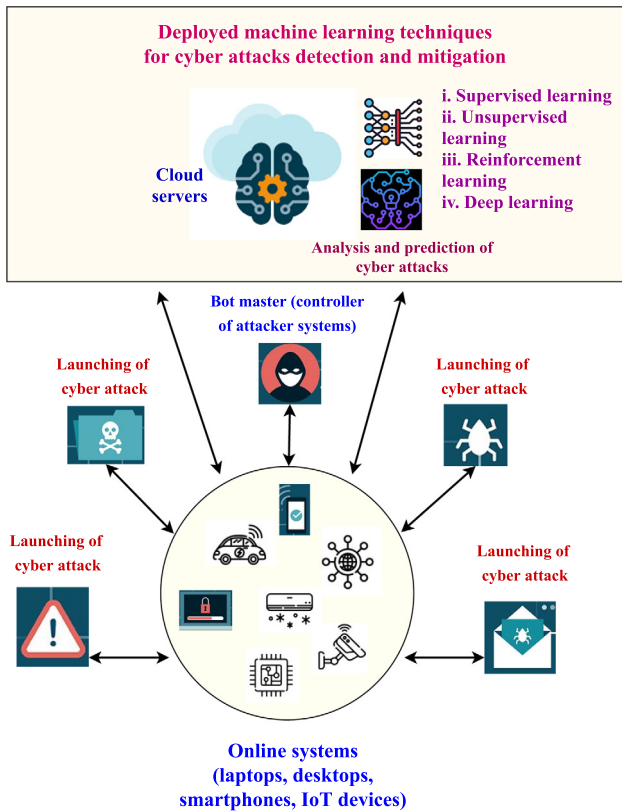 Deployed machine learning techniques
for cyber attacks detection and mitigation
Cloud
servers
i. Supervised learning
ii. Unsupervised
learning
iii. Reinforcement
learning
iv. Deep learning
Analysis and prediction of
cyber attacks
Bot master (controller
of attacker systems)
Launching of
cyber attack
Launching of
cyber attack
Launching of
cyber attack
Launching of
cyber attack
Online systems
(laptops, desktops,
smartphones, IoT devices)